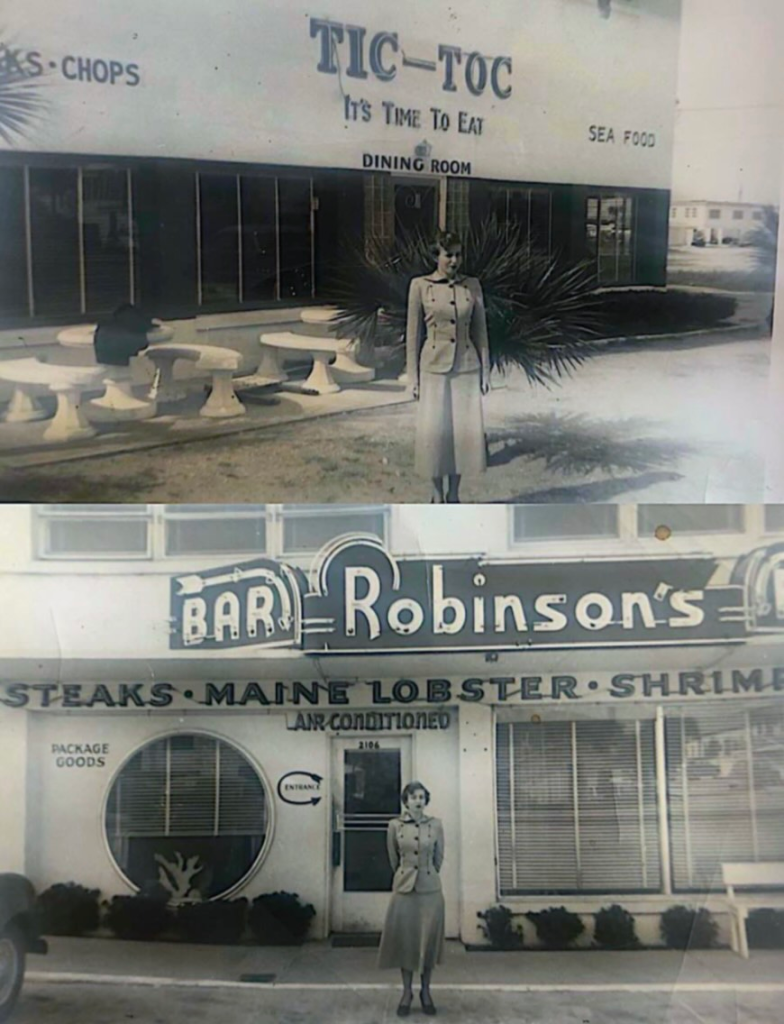 KS · CHOPS
TIC-TOC
IT'S TIME TO EAT
SEA FOOD
DINING ROOM
BAR Robinson's
STEAKS · MAINE LOBSTER · SHRIMP
AIR CONDITIONED
PACKAGE
GOODS
2106
ENTRANCE